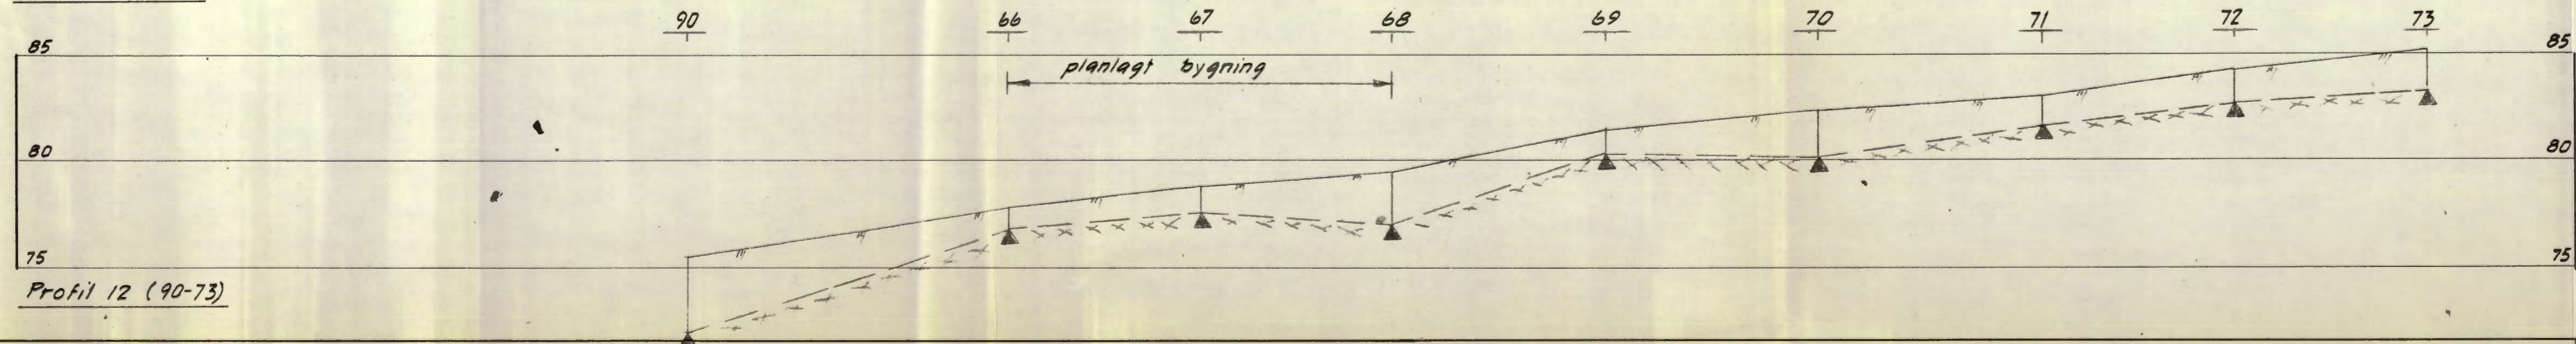 90 66 67 68 69 70 71 72 73
85 85
planlagt bygning
80 80
75 75
Profil 12 (90-73)